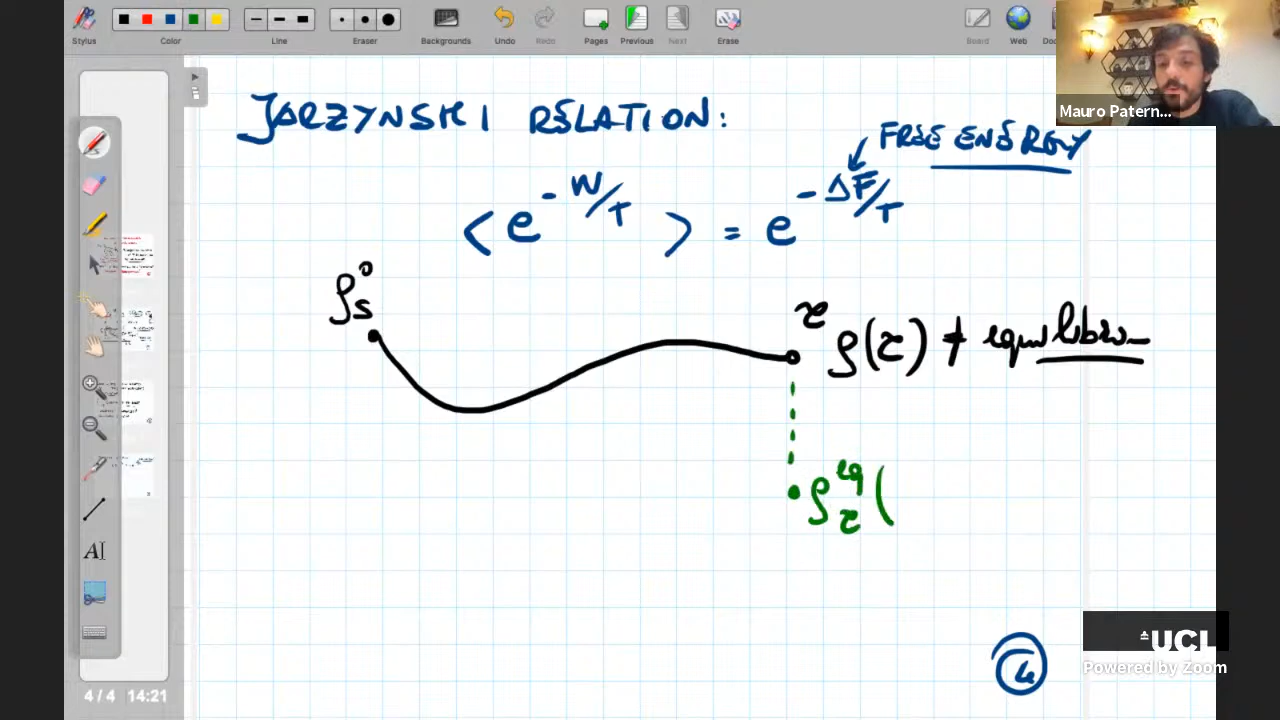 Stylus Color Line Eraser Backgrounds Undo Redo Pages Previous Next Erase Board Web
Mauro Patern...
JARZYNSKI RELATION:
FREE ENERGY
< e^{-W/T} > = e^{-ΔF/T}
ρ_S^0
τ
ρ(τ) ≠ equilibrium
ρ_τ^{eq} (
AI
4
UCL
Powered by Zoom
4 / 4 14:21